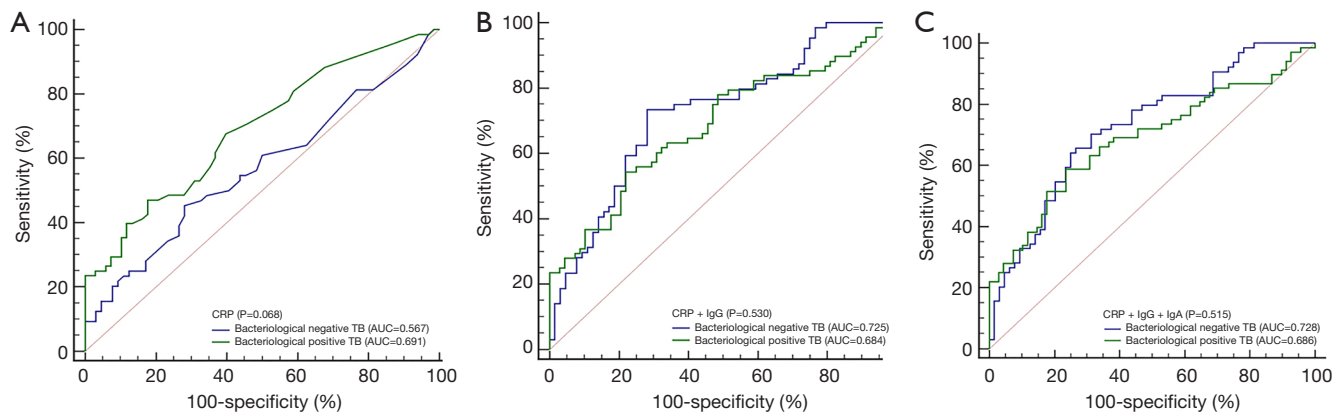 A
Sensitivity (%)
100
80
60
40
20
0
0
20
40
60
80
100
100-specificity (%)
CRP (P=0.068)
Bacteriological negative TB (AUC=0.567)
Bacteriological positive TB (AUC=0.691)
B
Sensitivity (%)
100
80
60
40
20
0
0
20
40
60
80
100-specificity (%)
CRP + IgG (P=0.530)
Bacteriological negative TB (AUC=0.725)
Bacteriological positive TB (AUC=0.684)
C
Sensitivity (%)
100
80
60
40
20
0
0
20
40
60
80
100
100-specificity (%)
CRP + IgG + IgA (P=0.515)
Bacteriological negative TB (AUC=0.728)
Bacteriological positive TB (AUC=0.686)